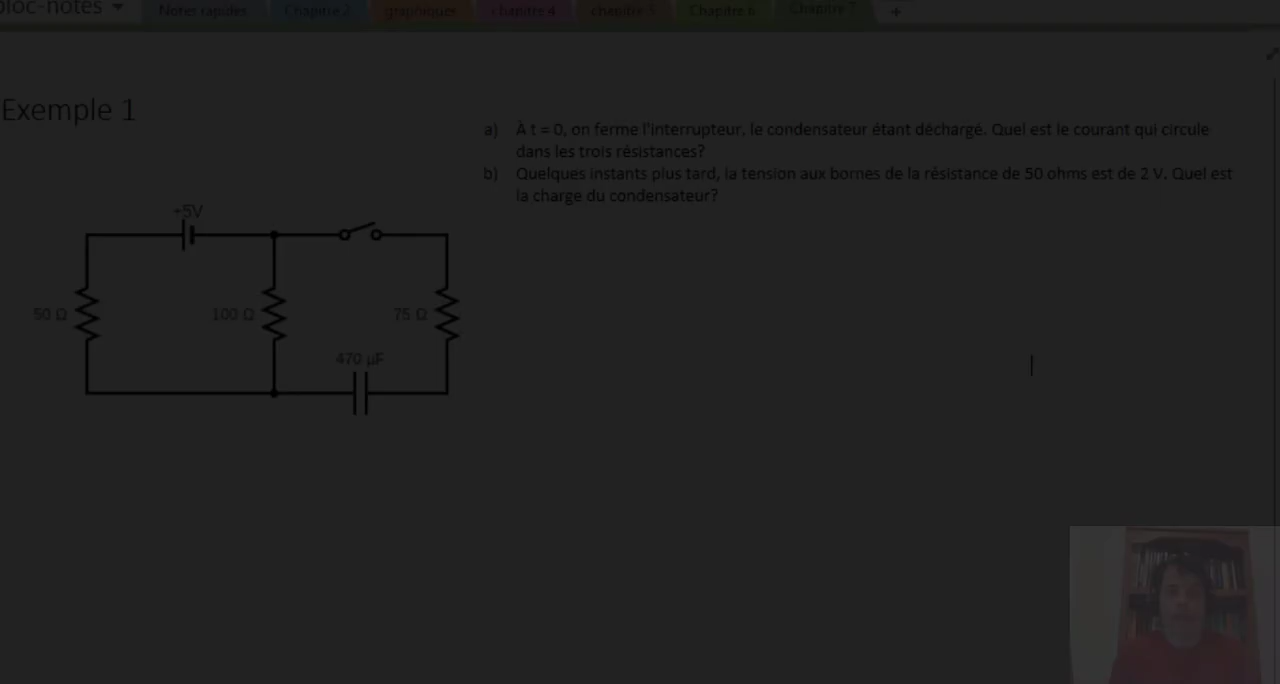 bloc-notes
Notes rapides
Chapitre 2
graphiques
chapitre 4
chapitre 5
Chapitre 6
Chapitre 7
+
Exemple 1
a) À t = 0, on ferme l'interrupteur, le condensateur étant déchargé. Quel est le courant qui circule
dans les trois résistances?
b) Quelques instants plus tard, la tension aux bornes de la résistance de 50 ohms est de 2 V. Quel est
la charge du condensateur?
+5V
50 Ω
100 Ω
75 Ω
470 µF